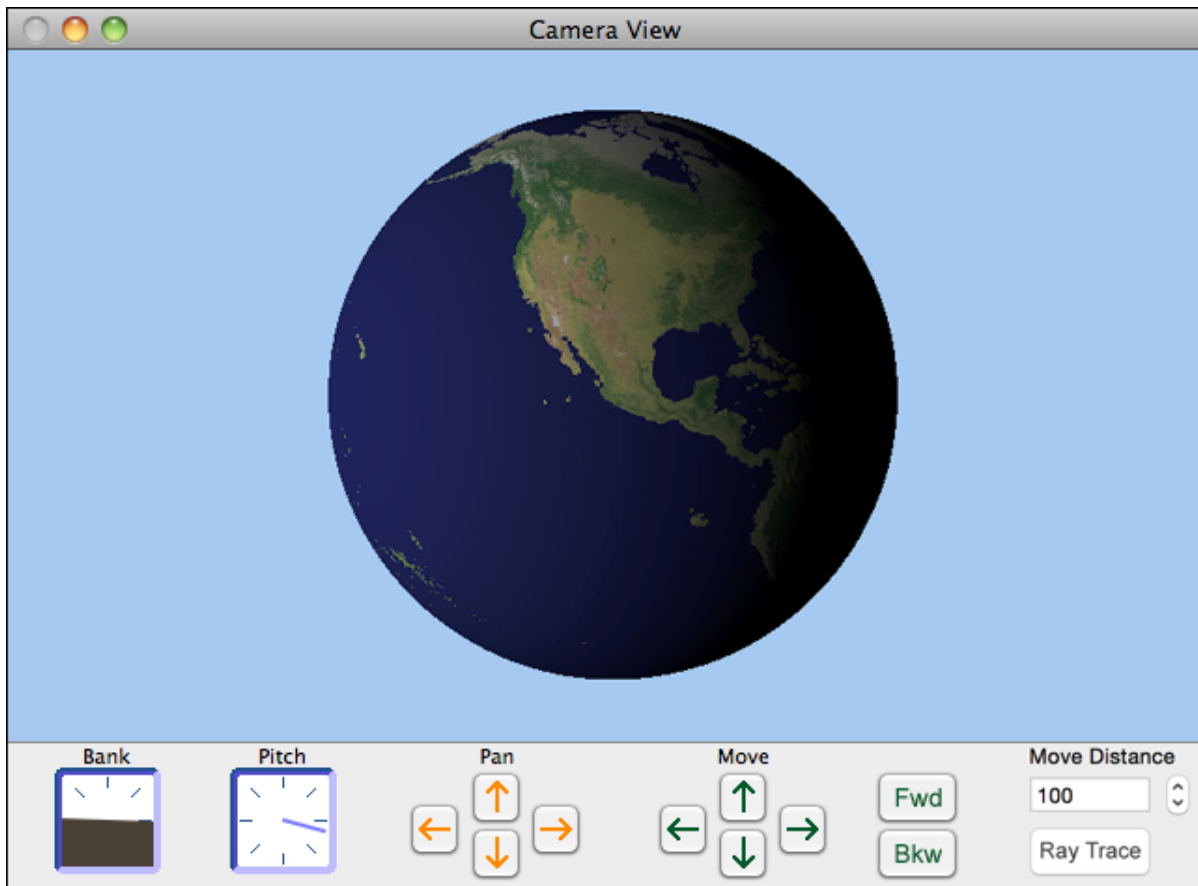 Camera View
Bank
Pitch
Pan
Move
Move Distance
Fwd
100
Bkw
Ray Trace